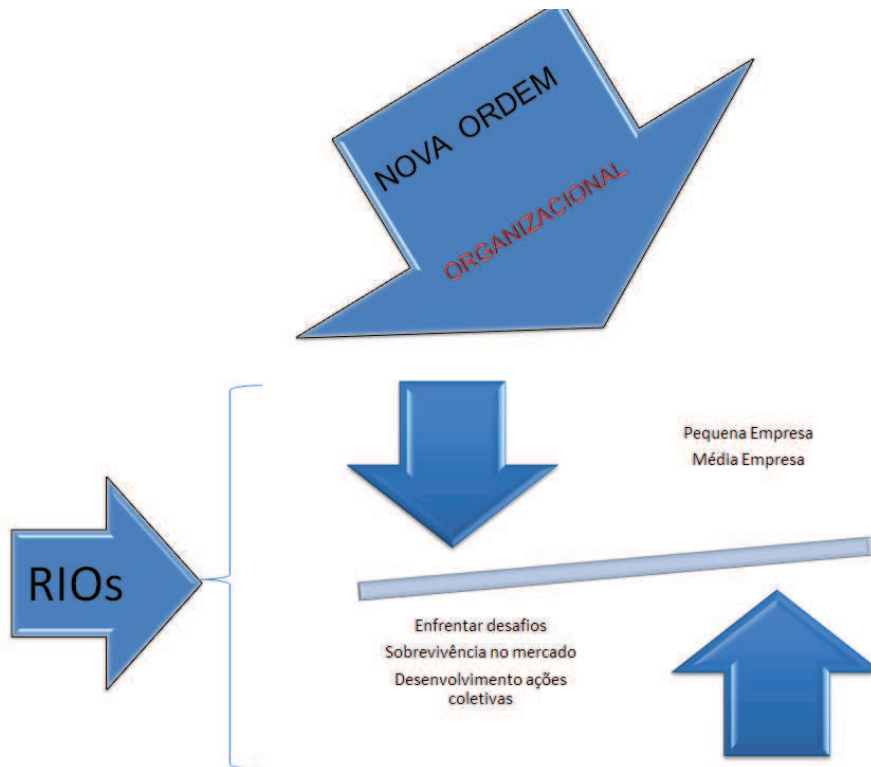 NOVA ORDEM
ORGANIZACIONAL
Pequena Empresa
Média Empresa
RIOs
Enfrentar desafios
Sobrevivência no mercado
Desenvolvimento ações
coletivas